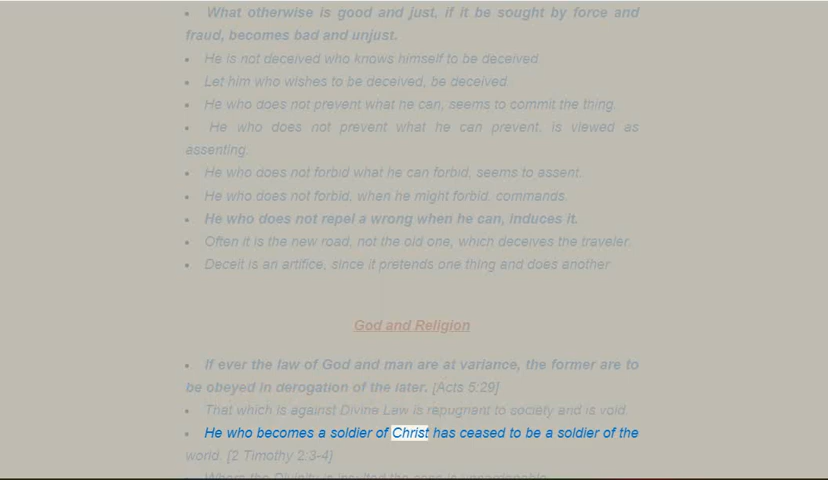 • What otherwise is good and just, if it be sought by force and
fraud, becomes bad and unjust.
• He is not deceived who knows himself to be deceived.
• Let him who wishes to be deceived, be deceived.
• He who does not prevent what he can, seems to commit the thing.
• He who does not prevent what he can prevent, is viewed as
assenting.
• He who does not forbid what he can forbid, seems to assent.
• He who does not forbid, when he might forbid, commands.
• He who does not repel a wrong when he can, induces it.
• Often it is the new road, not the old one, which deceives the traveler.
• Deceit is an artifice, since it pretends one thing and does another.
God and Religion
• If ever the law of God and man are at variance, the former are to
be obeyed in derogation of the later. [Acts 5:29]
• That which is against Divine Law is repugnant to society and is void.
• He who becomes a soldier of Christ has ceased to be a soldier of the
world. [2 Timothy 2:3-4]
• Where the Divinity is insulted the case is unpardonable.